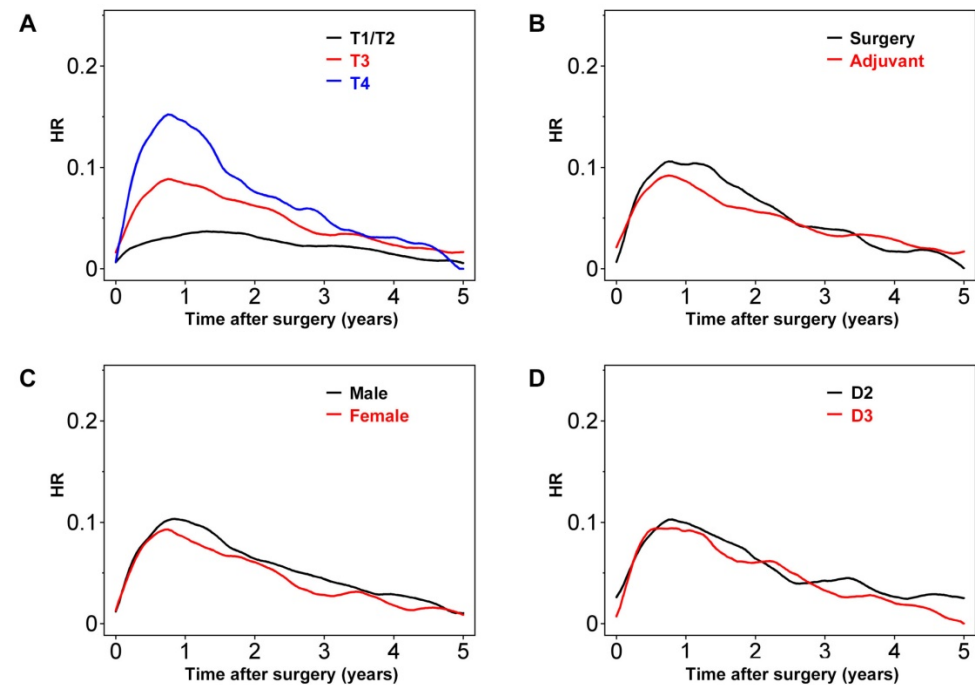 A
T1/T2
T3
T4
HR
0.2
0.1
0
0 1 2 3 4 5
Time after surgery (years)
B
Surgery
Adjuvant
HR
0.2
0.1
0
0 1 2 3 4 5
Time after surgery (years)
C
Male
Female
HR
0.2
0.1
0
0 1 2 3 4 5
Time after surgery (years)
D
D2
D3
HR
0.2
0.1
0
0 1 2 3 4 5
Time after surgery (years)